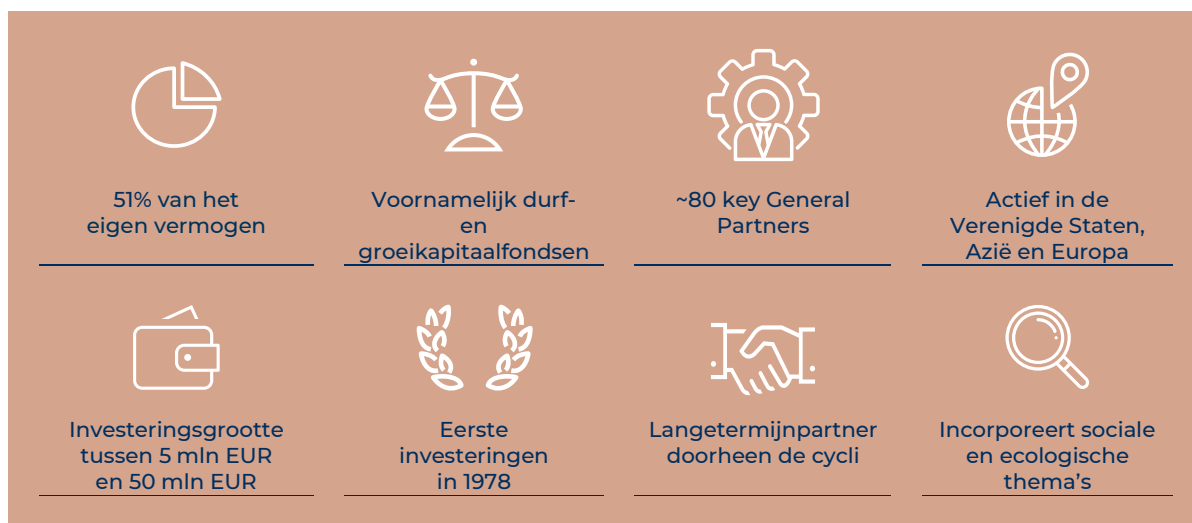 51% van het
eigen vermogen
Voornamelijk durf-
en
groeikapitaalfondsen
~80 key General
Partners
Actief in de
Verenigde Staten,
Azië en Europa
Investeringsgrootte
tussen 5 mln EUR
en 50 mln EUR
Eerste
investeringen
in 1978
Langetermijnpartner
doorheen de cycli
Incorporeert sociale
en ecologische
thema’s